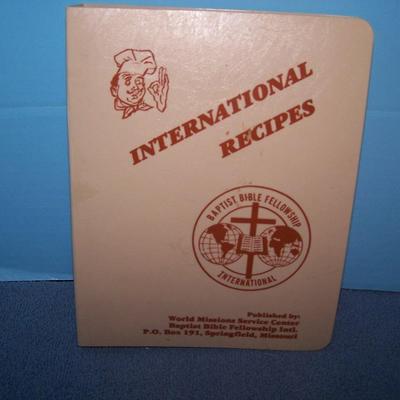 INTERNATIONAL
RECIPES
BAPTIST BIBLE FELLOWSHIP
INTERNATIONAL
Published by:
World Missions Service Center
Baptist Bible Fellowship Intl.
P.O. Box 191, Springfield, Missouri